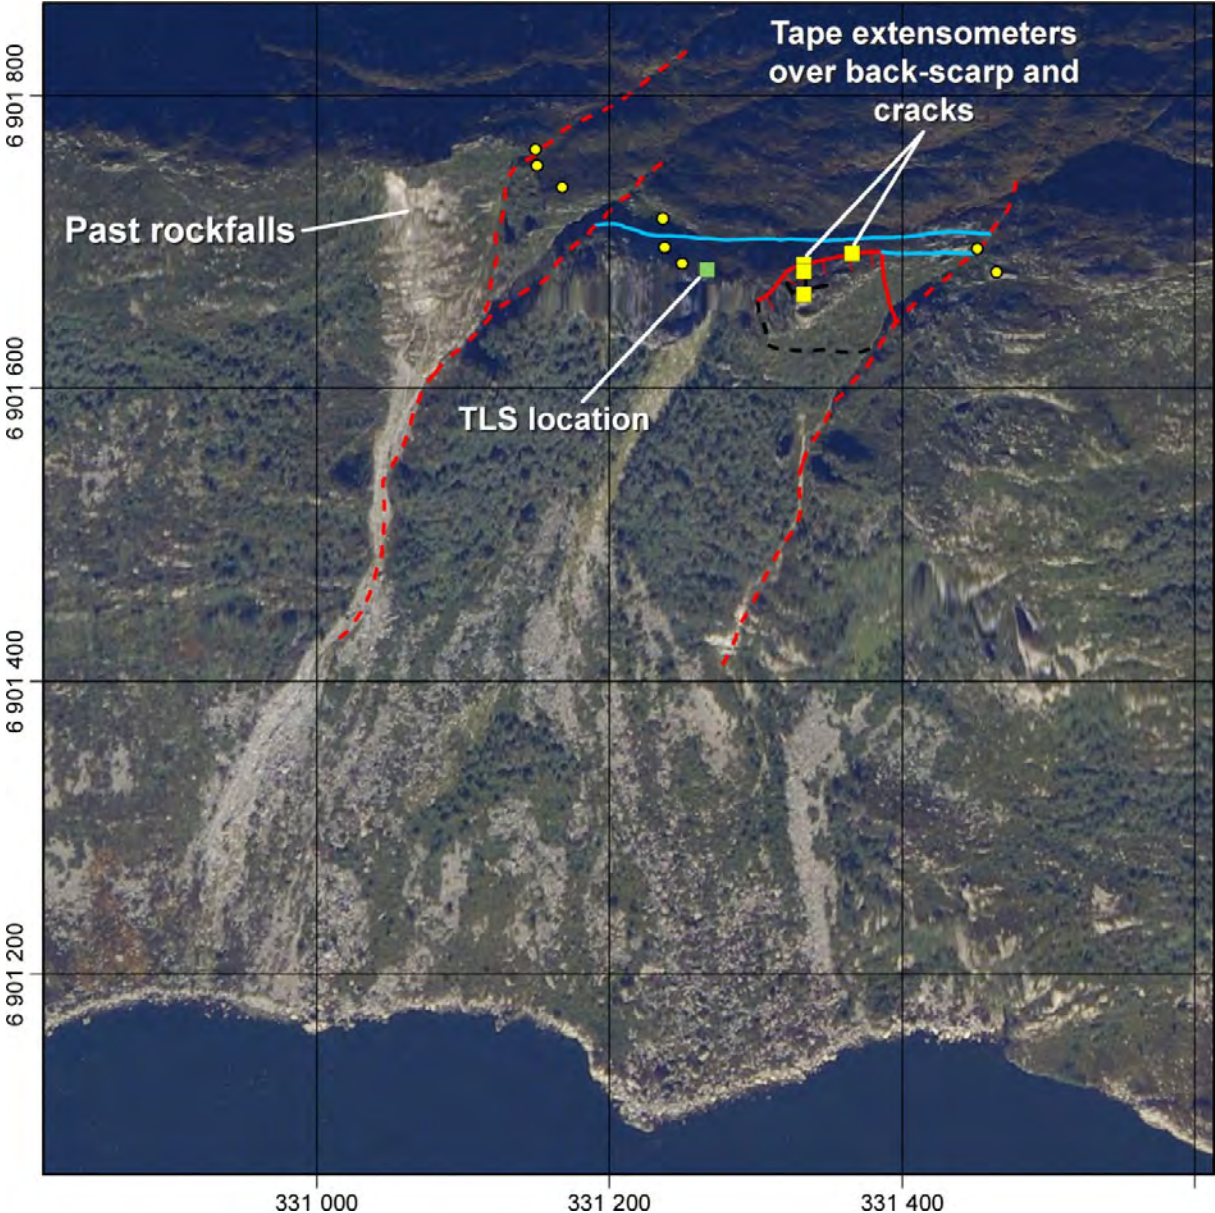 Tape extensometers
over back-scarp and
cracks
Past rockfalls
TLS location
6 901 800
6 901 600
6 901 400
6 901 200
331 000
331 200
331 400